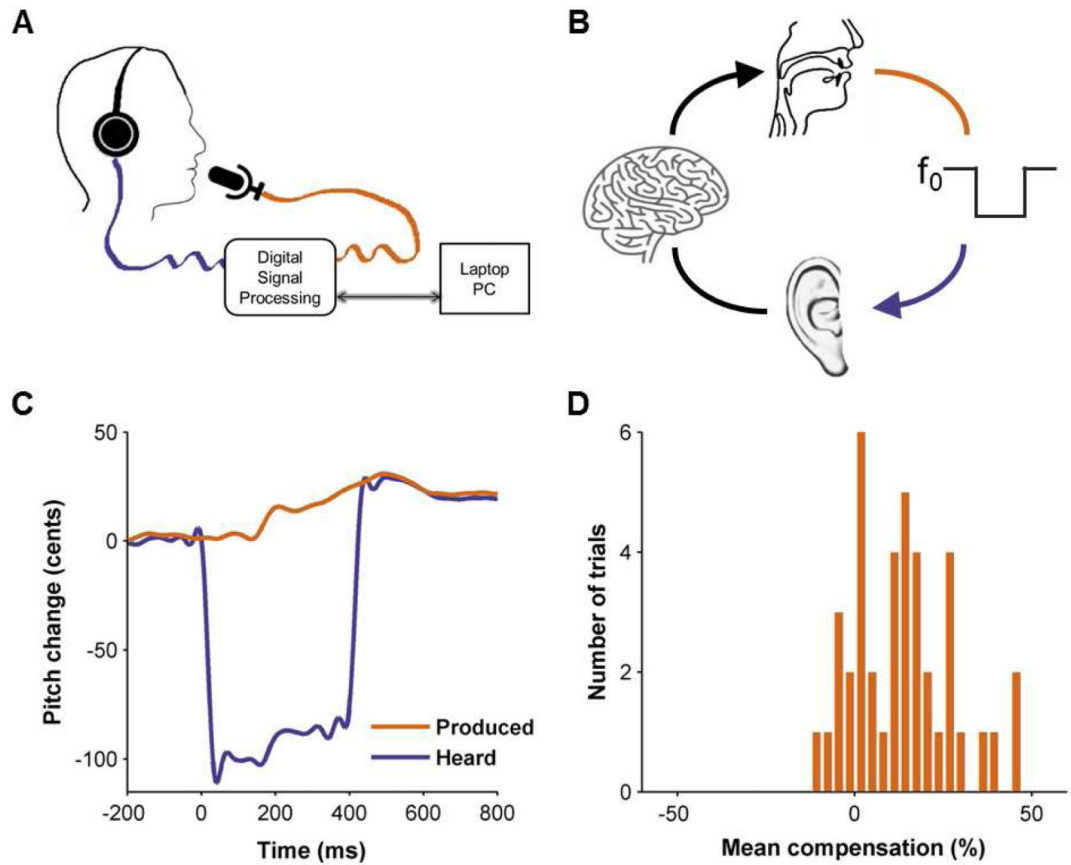 A
Digital
Signal
Processing
Laptop
PC
B
f0
C
Pitch change (cents)
50
0
-50
-100
-200 0 200 400 600 800
Time (ms)
Produced
Heard
D
Number of trials
6
4
2
0
-50 0 50
Mean compensation (%)